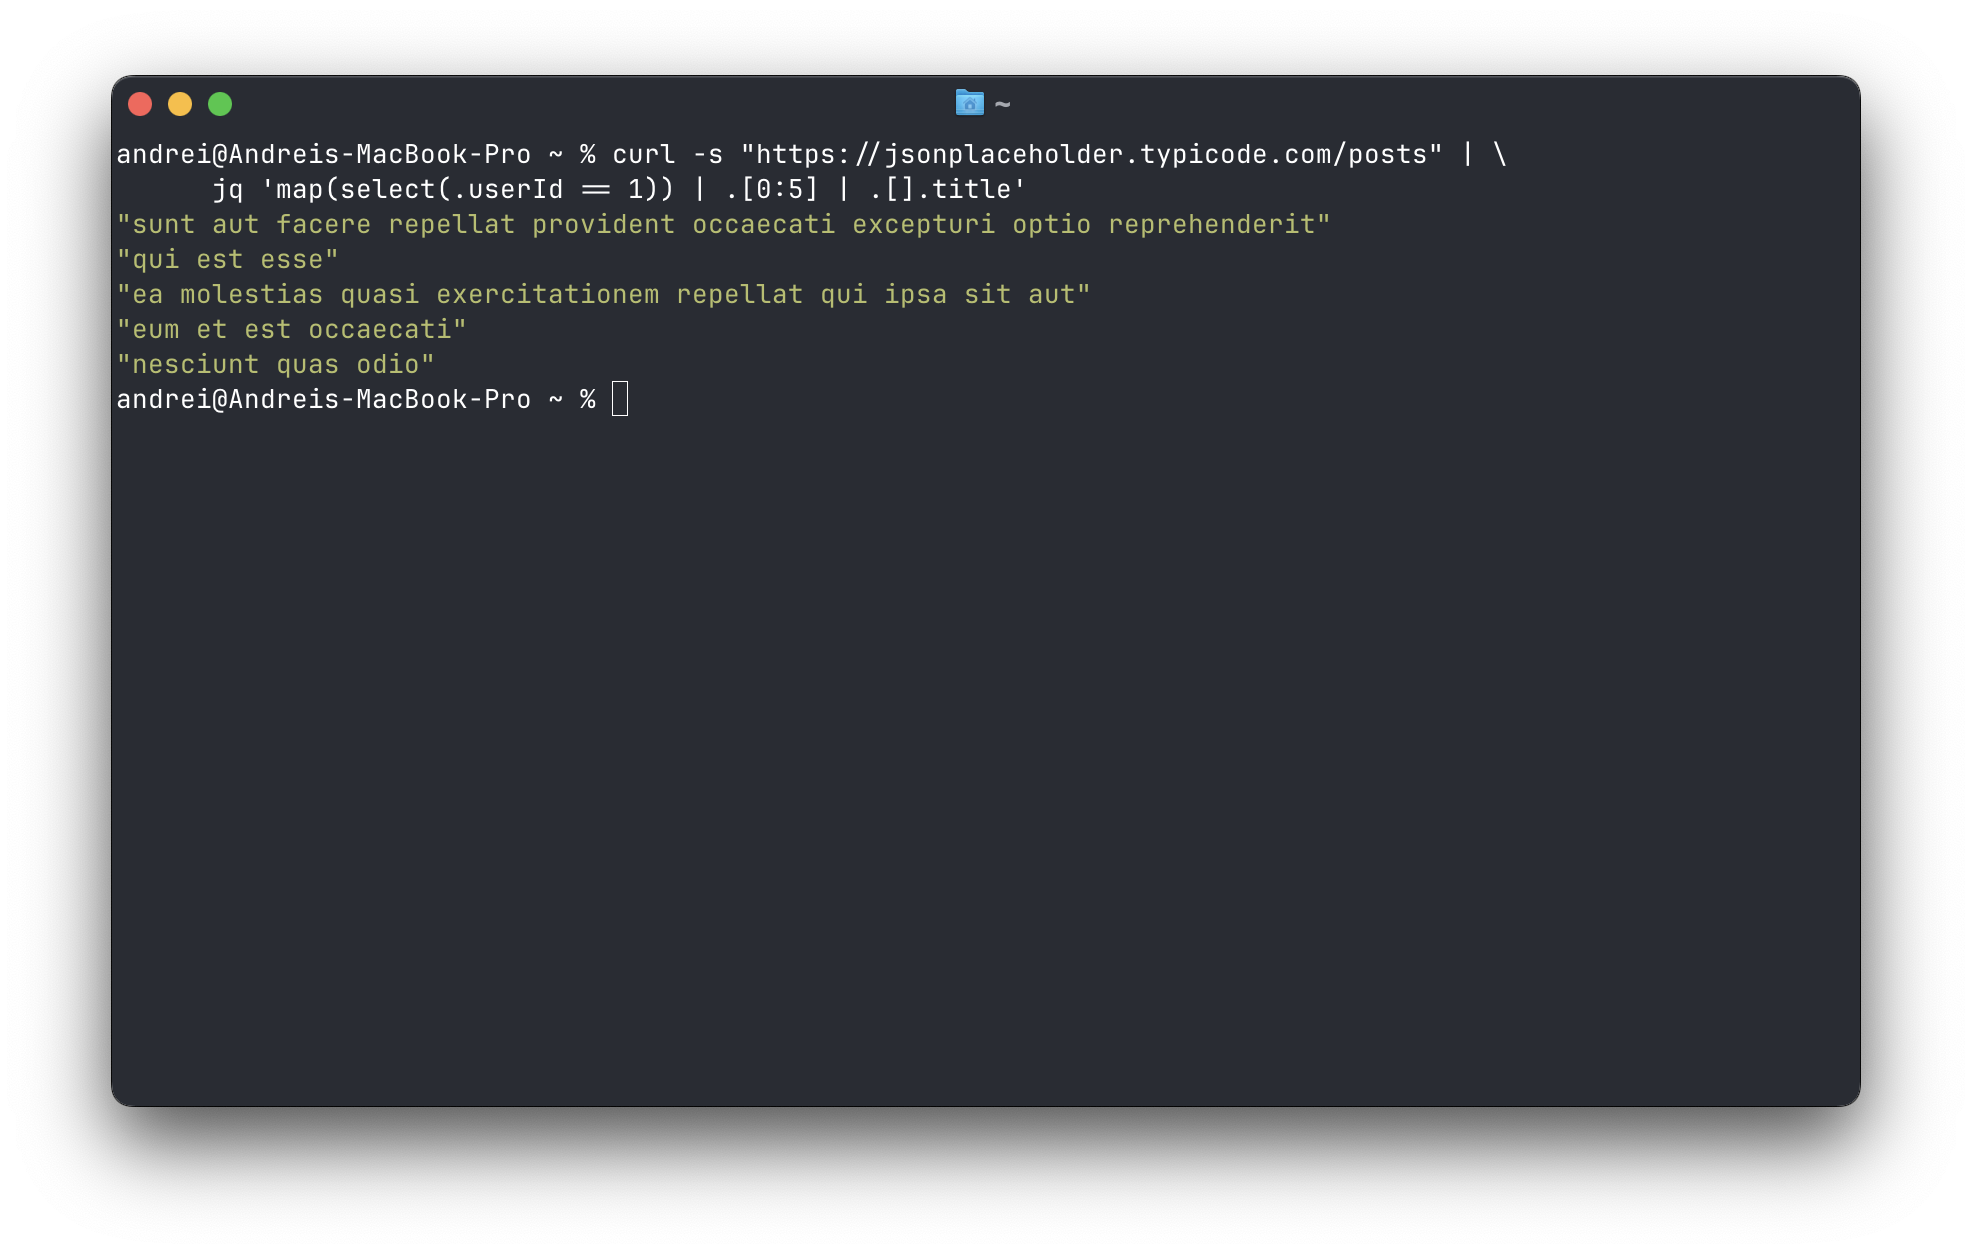 ~
andrei@Andreis-MacBook-Pro ~ % curl -s "https://jsonplaceholder.typicode.com/posts" | \
jq 'map(select(.userId == 1)) | .[0:5] | .[].title'
"sunt aut facere repellat provident occaecati excepturi optio reprehenderit"
"qui est esse"
"ea molestias quasi exercitationem repellat qui ipsa sit aut"
"eum et est occaecati"
"nesciunt quas odio"
andrei@Andreis-MacBook-Pro ~ %